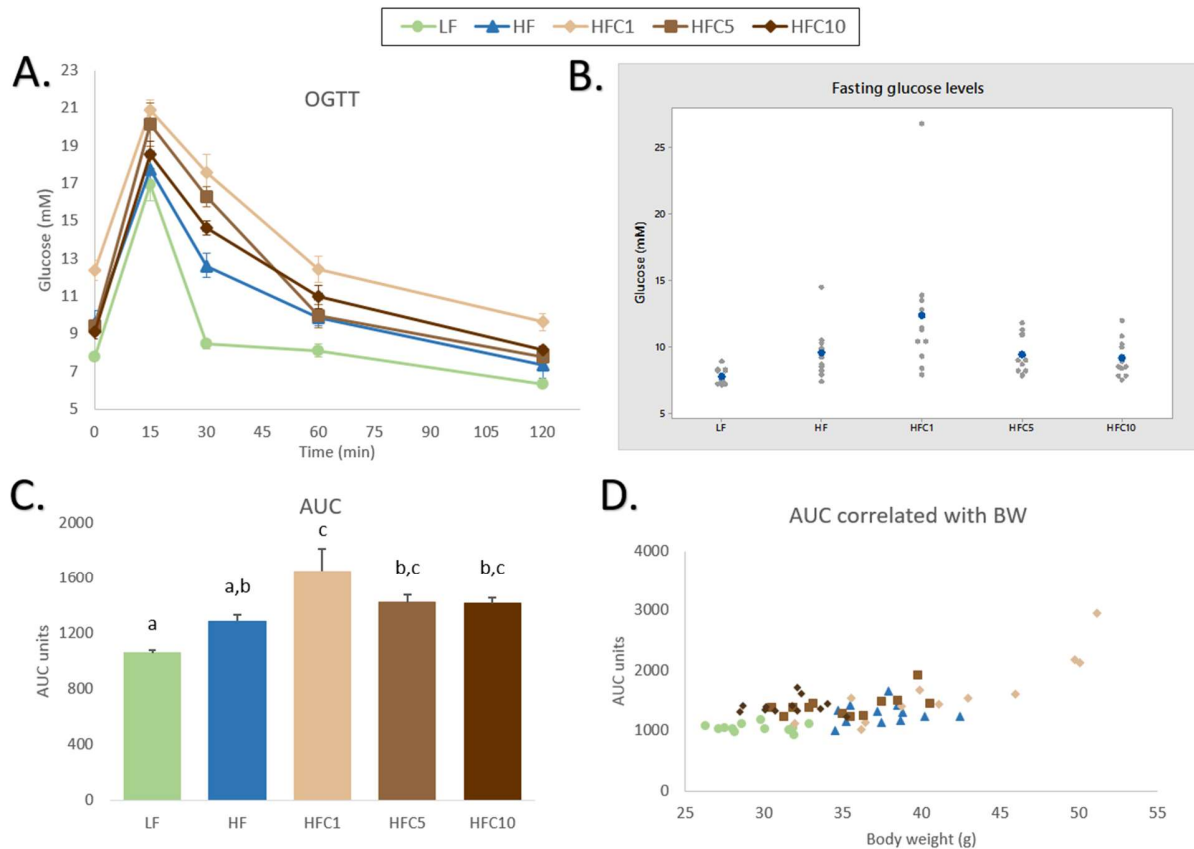 LF HF HFC1 HFC5 HFC10
A.
OGTT
Glucose (mM)
23
21
19
17
15
13
11
9
7
5
0 15 30 45 60 75 90 105 120
Time (min)
B.
Fasting glucose levels
Glucose (mM)
25
20
15
10
5
LF HF HFC1 HFC5 HFC10
C.
AUC
AUC units
2000
1600
1200
800
400
0
a
a,b
c
b,c
b,c
LF HF HFC1 HFC5 HFC10
D.
AUC correlated with BW
AUC units
4000
3000
2000
1000
0
25 30 35 40 45 50 55
Body weight (g)